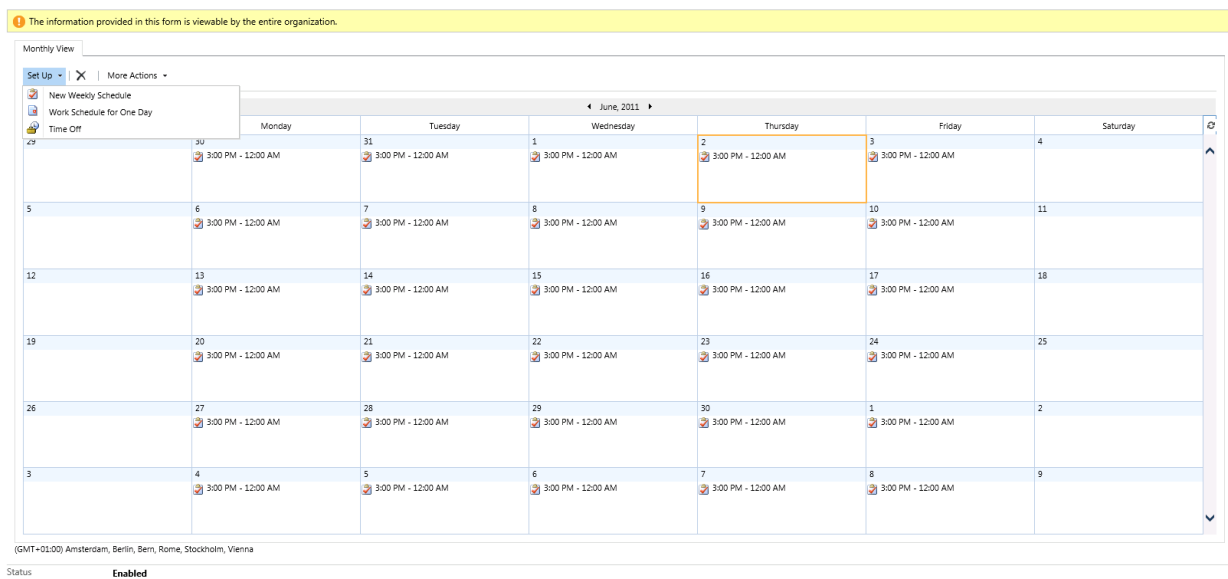 The information provided in this form is viewable by the entire organization.
Monthly View
Set Up More Actions
New Weekly Schedule
Work Schedule for One Day
Time Off
June, 2011
Monday Tuesday Wednesday Thursday Friday Saturday
29 30 31 1 2 3 4
3:00 PM - 12:00 AM 3:00 PM - 12:00 AM 3:00 PM - 12:00 AM 3:00 PM - 12:00 AM 3:00 PM - 12:00 AM
5 6 7 8 9 10 11
3:00 PM - 12:00 AM 3:00 PM - 12:00 AM 3:00 PM - 12:00 AM 3:00 PM - 12:00 AM 3:00 PM - 12:00 AM
12 13 14 15 16 17 18
3:00 PM - 12:00 AM 3:00 PM - 12:00 AM 3:00 PM - 12:00 AM 3:00 PM - 12:00 AM 3:00 PM - 12:00 AM
19 20 21 22 23 24 25
3:00 PM - 12:00 AM 3:00 PM - 12:00 AM 3:00 PM - 12:00 AM 3:00 PM - 12:00 AM 3:00 PM - 12:00 AM
26 27 28 29 30 1 2
3:00 PM - 12:00 AM 3:00 PM - 12:00 AM 3:00 PM - 12:00 AM 3:00 PM - 12:00 AM 3:00 PM - 12:00 AM
3 4 5 6 7 8 9
3:00 PM - 12:00 AM 3:00 PM - 12:00 AM 3:00 PM - 12:00 AM 3:00 PM - 12:00 AM 3:00 PM - 12:00 AM
(GMT+01:00) Amsterdam, Berlin, Bern, Rome, Stockholm, Vienna
Status Enabled